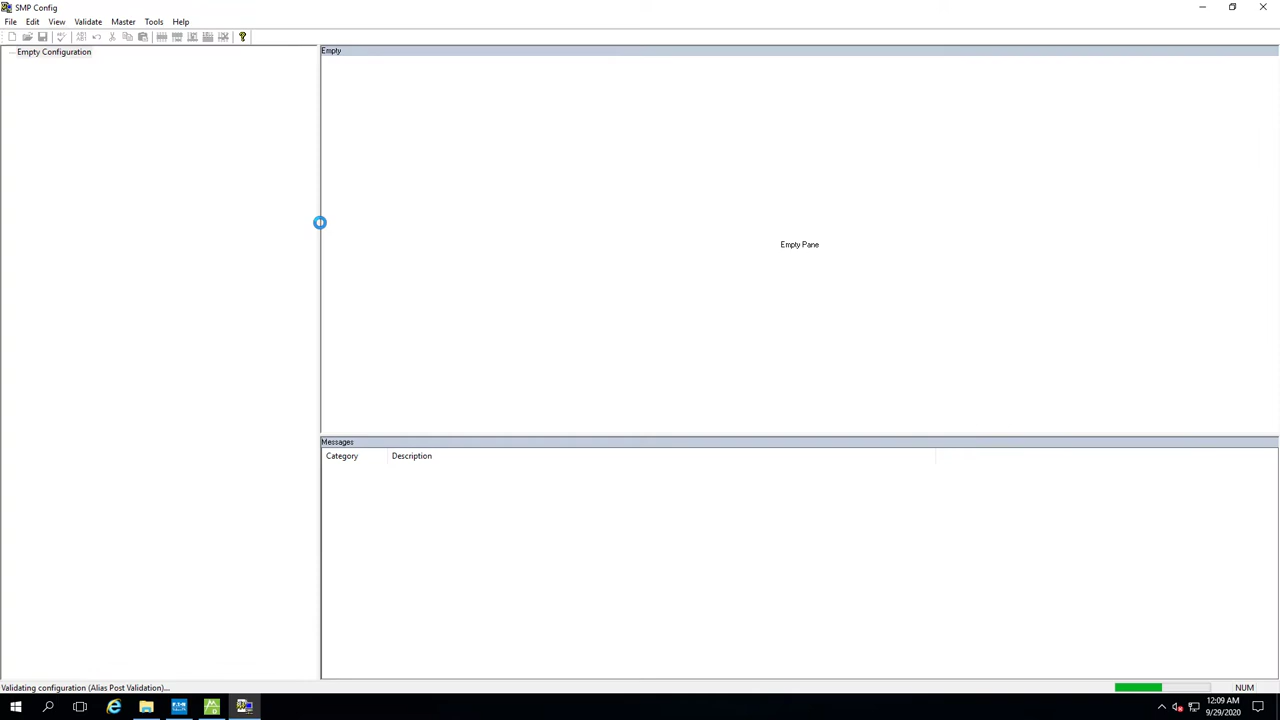 SMP Config
File Edit View Validate Master Tools Help
Empty Configuration
Empty
Empty Pane
Messages
Category Description
Validating configuration (Alias Post Validation)...
NUM
12:09 AM
9/29/2020